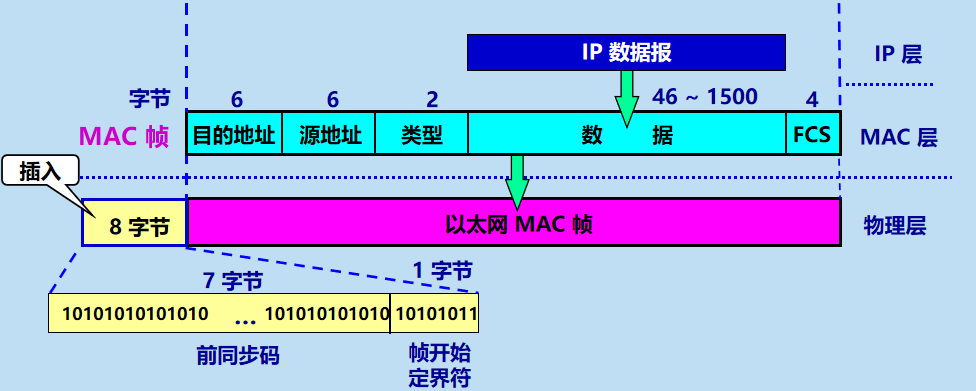 IP 数据报
IP 层
字节
6
6
2
46 ~ 1500
4
MAC 帧
目的地址
源地址
类型
数 据
FCS
MAC 层
插入
8 字节
以太网 MAC 帧
物理层
7 字节
1 字节
10101010101010 ... 101010101010
10101011
前同步码
帧开始
定界符